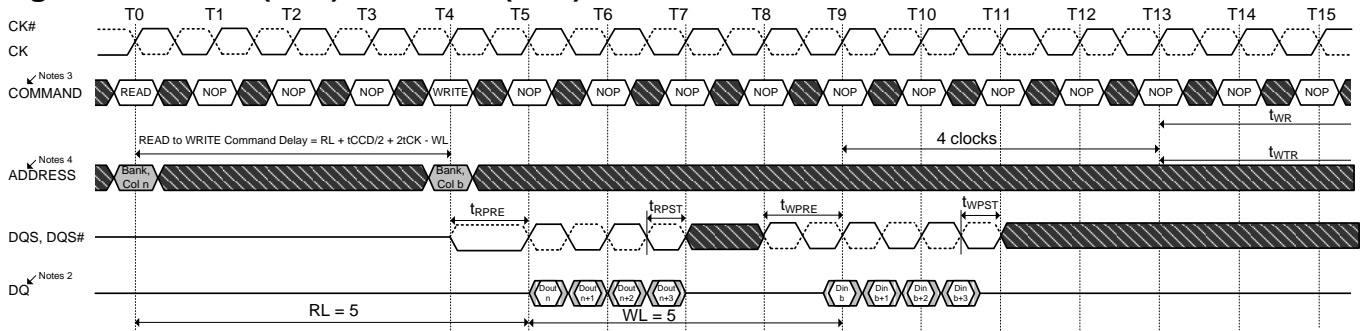 T0 T1 T2 T3 T4 T5 T6 T7 T8 T9 T10 T11 T12 T13 T14 T15
CK#
CK
Notes 3
COMMAND READ NOP NOP NOP WRITE NOP NOP NOP NOP NOP NOP NOP NOP NOP NOP NOP
tWR
READ to WRITE Command Delay = RL + tCCD/2 + 2tCK - WL
4 clocks
tWTR
Notes 4
ADDRESS
Bank, Col n
Bank, Col b
tRPRE tRPST tWPRE tWPST
DQS, DQS#
Notes 2
DQ
Dout n Dout n+1 Dout n+2 Dout n+3 Din b Din b+1 Din b+2 Din b+3
RL = 5 WL = 5